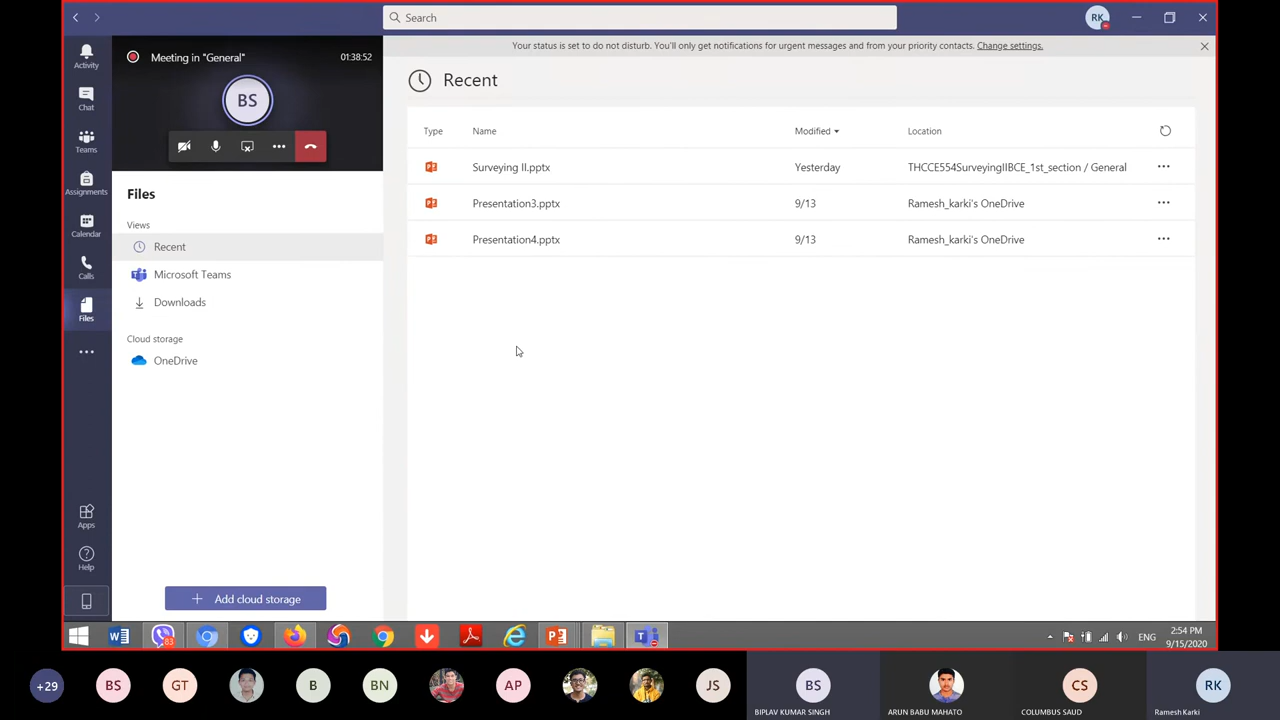 Search
RK
Your status is set to do not disturb. You'll only get notifications for urgent messages and from your priority contacts. Change settings.
Activity
Chat
Teams
Assignments
Calendar
Calls
Files
Apps
Help
Meeting in "General"
01:38:52
BS
Files
Views
Recent
Microsoft Teams
Downloads
Cloud storage
OneDrive
Add cloud storage
Recent
Type Name Modified Location
Surveying II.pptx Yesterday THCCE554SurveyingIIBCE_1st_section / General
Presentation3.pptx 9/13 Ramesh_karki's OneDrive
Presentation4.pptx 9/13 Ramesh_karki's OneDrive
83
ENG
2:54 PM
9/15/2020
+29
BS
GT
B
BN
AP
JS
BS
BIPLAV KUMAR SINGH
ARUN BABU MAHATO
CS
COLUMBUS SAUD
RK
Ramesh Karki